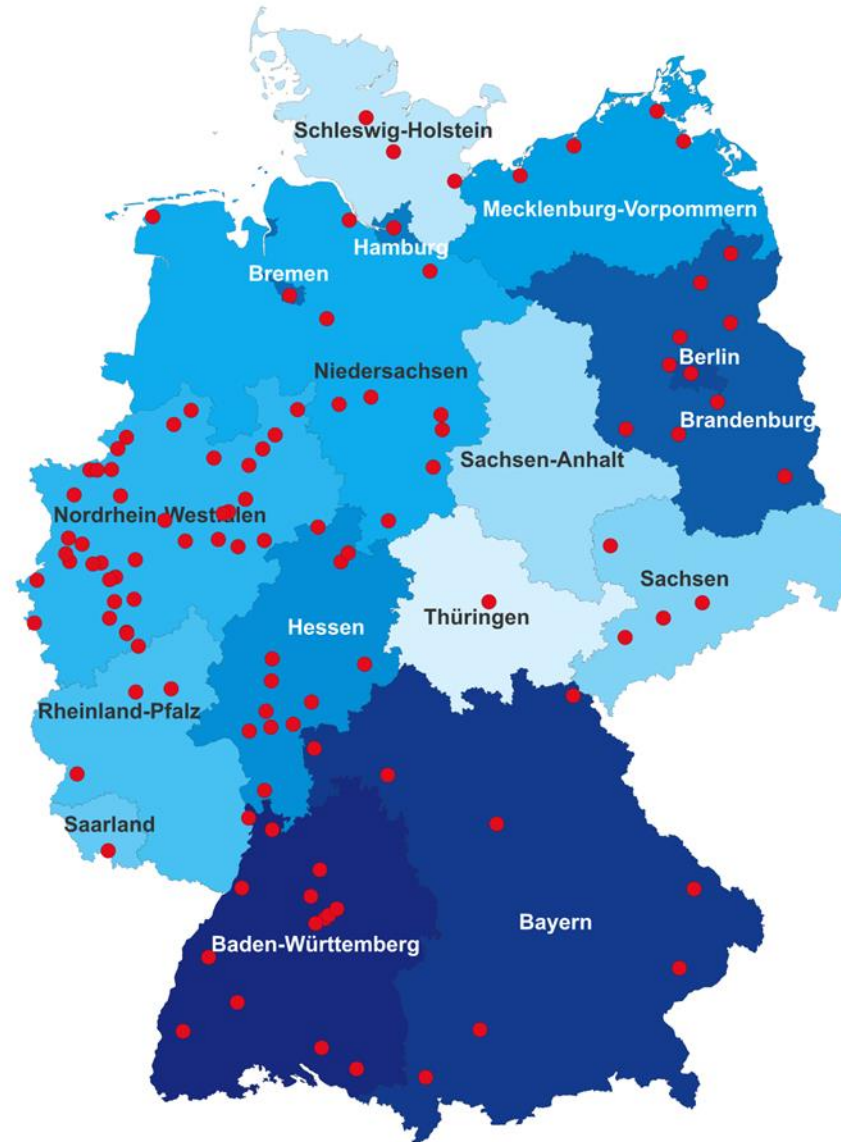 Schleswig-Holstein
Mecklenburg-Vorpommern
Hamburg
Bremen
Berlin
Niedersachsen
Brandenburg
Sachsen-Anhalt
Nordrhein-Westfalen
Sachsen
Thüringen
Hessen
Rheinland-Pfalz
Saarland
Bayern
Baden-Württemberg